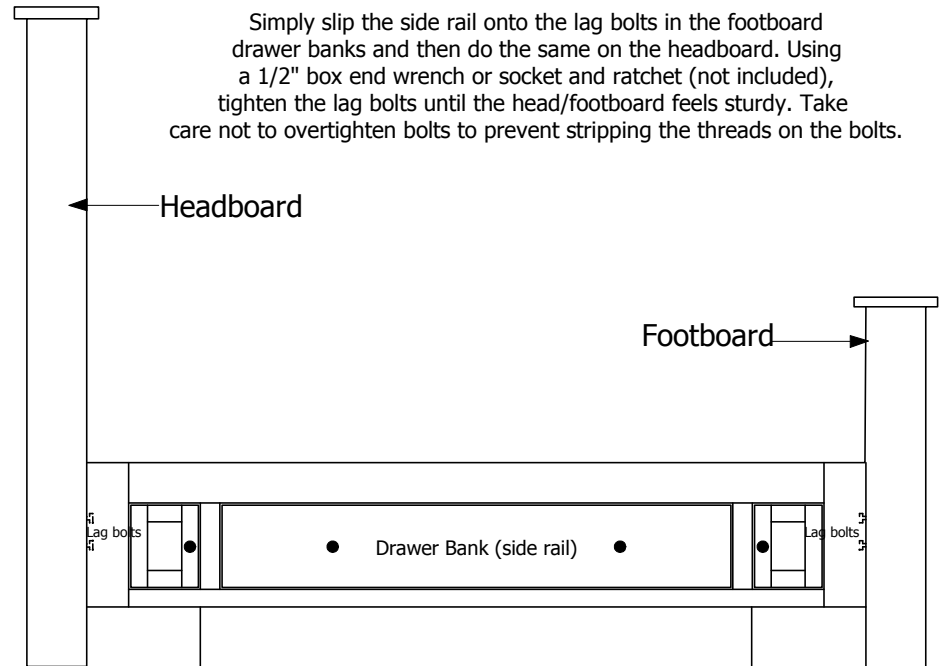 Simply slip the side rail onto the lag bolts in the footboard
drawer banks and then do the same on the headboard. Using
a 1/2" box end wrench or socket and ratchet (not included),
tighten the lag bolts until the head/footboard feels sturdy. Take
care not to overtighten bolts to prevent stripping the threads on the bolts.
Headboard
Footboard
Lag bolts
Drawer Bank (side rail)
Lag bolts